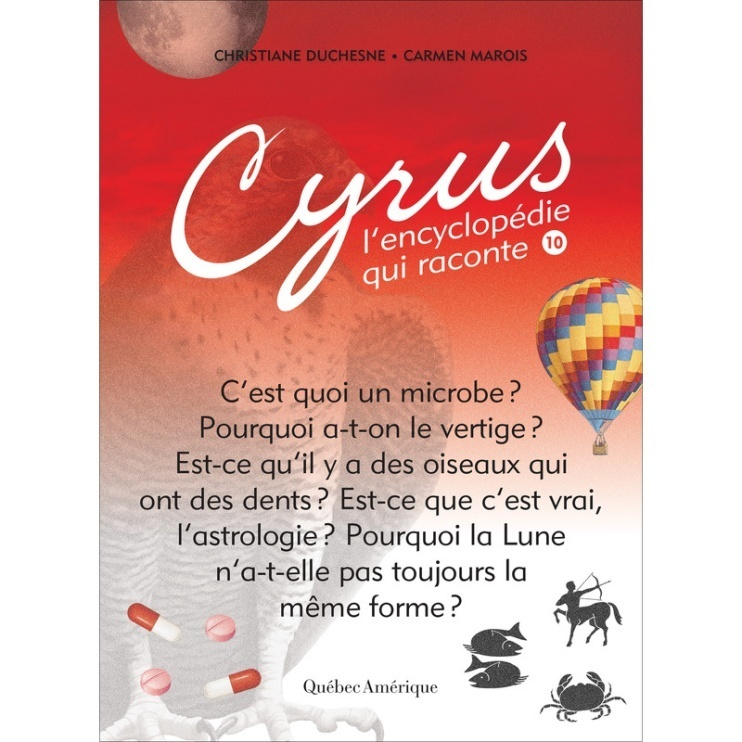 CHRISTIANE DUCHESNE • CARMEN MAROIS
Cyrus
l'encyclopédie
qui raconte 10
C'est quoi un microbe ?
Pourquoi a-t-on le vertige ?
Est-ce qu'il y a des oiseaux qui
ont des dents ? Est-ce que c'est vrai,
l'astrologie ? Pourquoi la Lune
n'a-t-elle pas toujours la
même forme ?
Québec Amérique